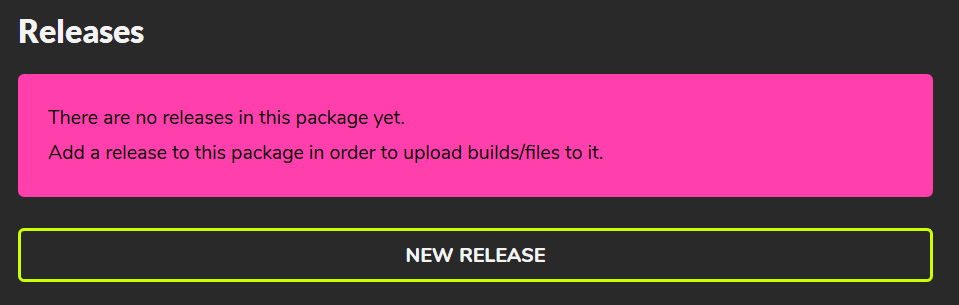 Releases
There are no releases in this package yet.
Add a release to this package in order to upload builds/files to it.
NEW RELEASE